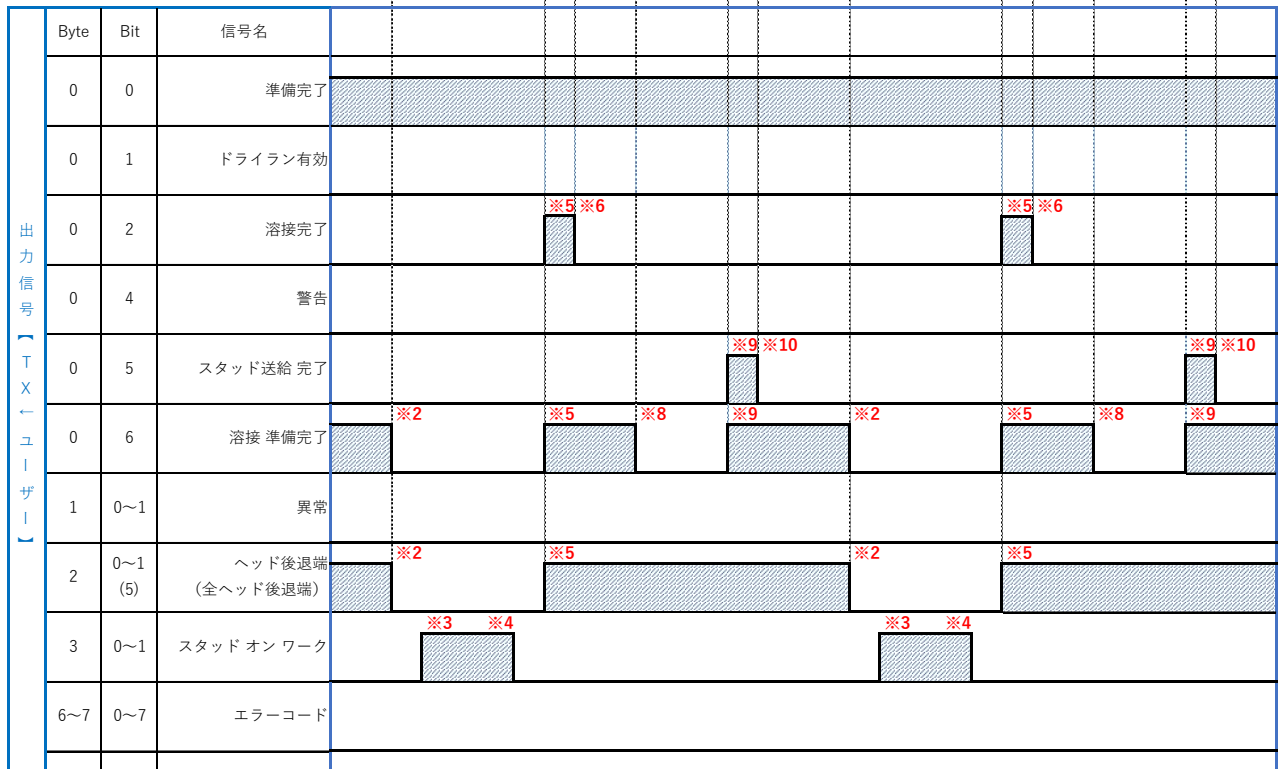 Byte Bit 信号名
出力信号【TX←ユーザー】
0 0 準備完了
0 1 ドライラン有効
※5 ※6 ※5 ※6
0 2 溶接完了
0 4 警告
※9 ※10 ※9 ※10
0 5 スタッド送給 完了
※2 ※5 ※8 ※9 ※2 ※5 ※8 ※9
0 6 溶接 準備完了
1 0～1 異常
※2 ※5 ※2 ※5
2 0～1 ヘッド後退端
(5) （全ヘッド後退端）
※3 ※4 ※3 ※4
3 0～1 スタッド オン ワーク
6～7 0～7 エラーコード